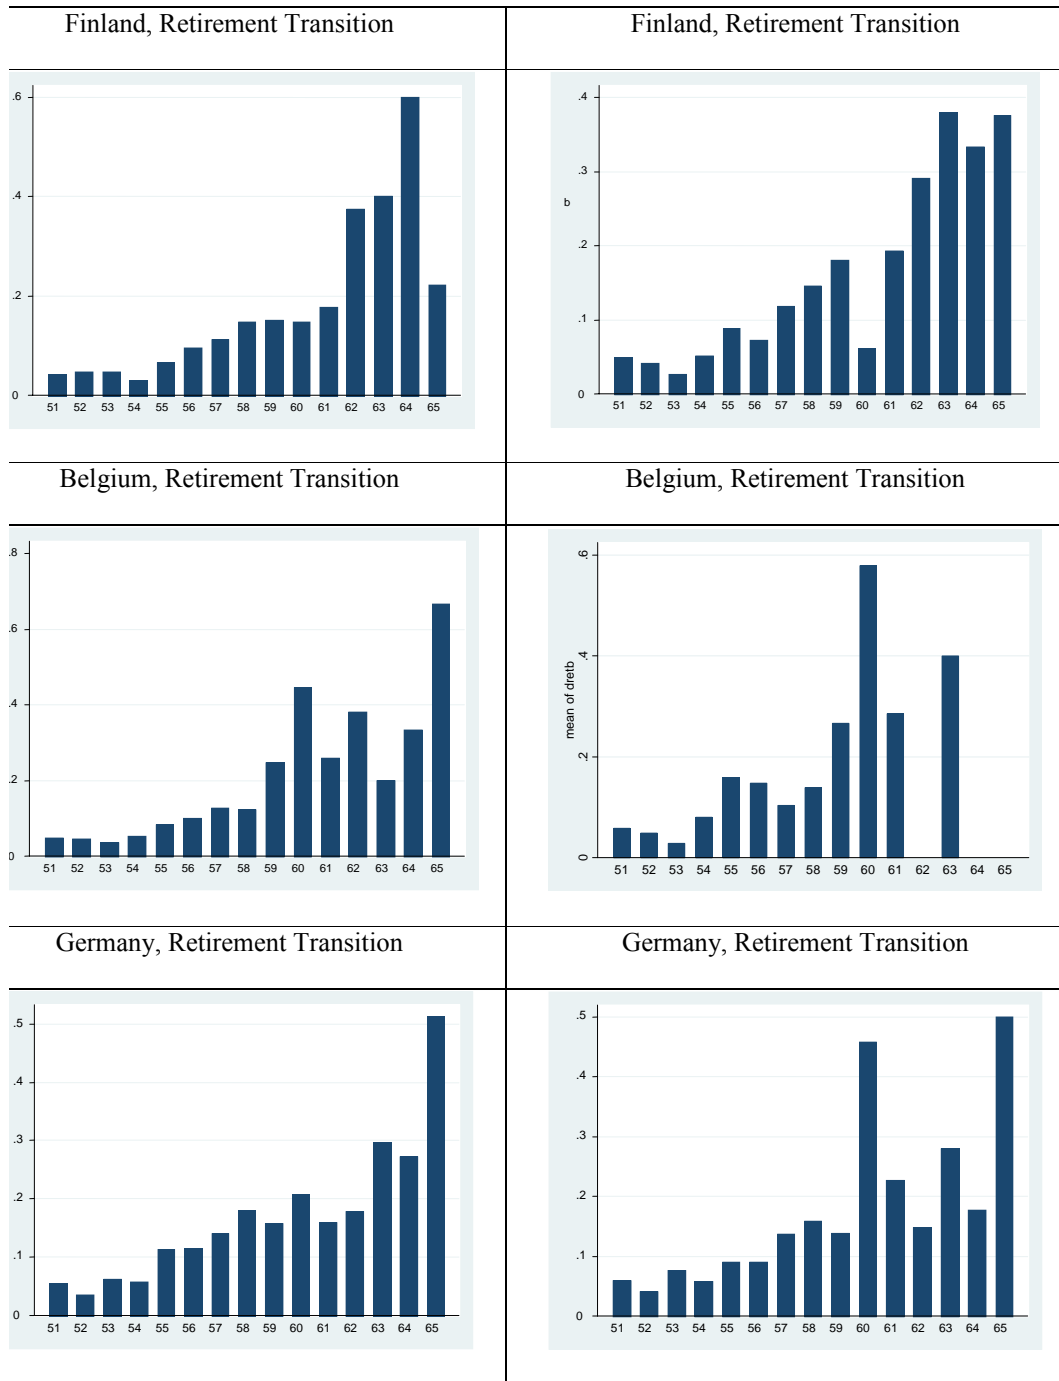 Finland, Retirement Transition
Finland, Retirement Transition
.6
.4
.2
0
51 52 53 54 55 56 57 58 59 60 61 62 63 64 65
.4
.3
b
.2
.1
0
51 52 53 54 55 56 57 58 59 60 61 62 63 64 65
Belgium, Retirement Transition
Belgium, Retirement Transition
.8
.6
.4
.2
0
51 52 53 54 55 56 57 58 59 60 61 62 63 64 65
.6
.4
mean of dretb
.2
0
51 52 53 54 55 56 57 58 59 60 61 62 63 64 65
Germany, Retirement Transition
Germany, Retirement Transition
.5
.4
.3
.2
.1
0
51 52 53 54 55 56 57 58 59 60 61 62 63 64 65
.5
.4
.3
.2
.1
0
51 52 53 54 55 56 57 58 59 60 61 62 63 64 65